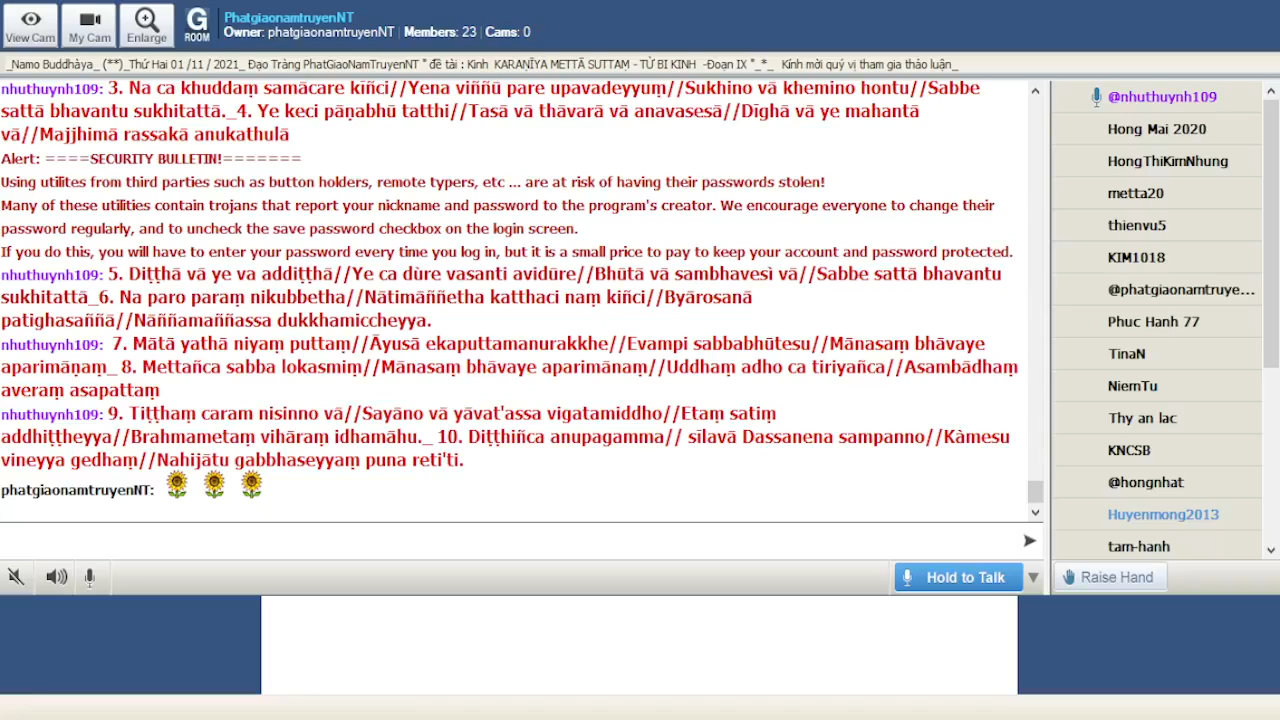 View Cam
My Cam
Enlarge
G
ROOM
PhatgiaonamtruyenNT
Owner: phatgiaonamtruyenNT | Members: 23 | Cams: 0
_Namo Buddhàya_ (**)_Thứ Hai 01 /11 / 2021_ Đạo Tràng PhatGiaoNamTruyenNT * đề tài : Kinh KARAṆĪYA METTĀ SUTTAṂ - TỪ BI KINH -Đoạn IX *_*_ Kính mời quý vị tham gia thảo luận_
nhuthuynh109: 3. Na ca khuddaṃ samācare kiñci//Yena viññū pare upavadeyyuṃ//Sukhino vā khemino hontu//Sabbe
sattā bhavantu sukhitattā._4. Ye keci pāṇabhū tatthi//Tasā vā thāvarā vā anavasesā//Dīghā vā ye mahantā
vā//Majjhimā rassakā anukathulā
Alert: ====SECURITY BULLETIN!=======
Using utilites from third parties such as button holders, remote typers, etc ... are at risk of having their passwords stolen!
Many of these utilities contain trojans that report your nickname and password to the program's creator. We encourage everyone to change their
password regularly, and to uncheck the save password checkbox on the login screen.
If you do this, you will have to enter your password every time you log in, but it is a small price to pay to keep your account and password protected.
nhuthuynh109: 5. Diṭṭhā vā ye va addiṭṭhā//Ye ca dùre vasanti avidūre//Bhūtā vā sambhavesì vā//Sabbe sattā bhavantu
sukhitattā_6. Na paro paraṃ nikubbetha//Nātimāññetha katthaci naṃ kiñci//Byārosanā
patighasaññā//Nāññamaññassa dukkhamiccheyya.
nhuthuynh109: 7. Mātā yathā niyaṃ puttaṃ//Āyusā ekaputtamanurakkhe//Evampi sabbabhūtesu//Mānasaṃ bhāvaye
aparimāṇaṃ_ 8. Mettañca sabba lokasmiṃ//Mānasaṃ bhāvaye aparimānaṃ//Uddhaṃ adho ca tiriyañca//Asambādhaṃ
averaṃ asapattaṃ
nhuthuynh109: 9. Tiṭṭhaṃ caram nisinno vā//Sayāno vā yāvat'assa vigatamiddho//Etaṃ satiṃ
addhiṭṭheyya//Brahmametaṃ vihāraṃ idhamāhu._ 10. Diṭṭhiñca anupagamma// sīlavā Dassanena sampanno//Kàmesu
vineyya gedhaṃ//Nahijātu gabbhaseyyaṃ puna reti'ti.
phatgiaonamtruyenNT:
Hold to Talk
@nhuthuynh109
Hong Mai 2020
HongThiKimNhung
metta20
thienvu5
KIM1018
@phatgiaonamtruye...
Phuc Hanh 77
TinaN
NiemTu
Thy an lac
KNCSB
@hongnhat
Huyenmong2013
tam-hanh
Raise Hand